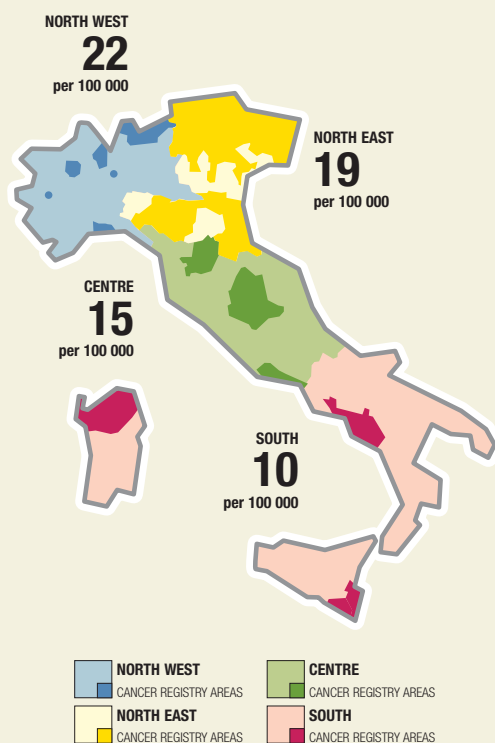 NORTH WEST
22
per 100 000
NORTH EAST
19
per 100 000
CENTRE
15
per 100 000
SOUTH
10
per 100 000
NORTH WEST
CANCER REGISTRY AREAS
CENTRE
CANCER REGISTRY AREAS
NORTH EAST
CANCER REGISTRY AREAS
SOUTH
CANCER REGISTRY AREAS